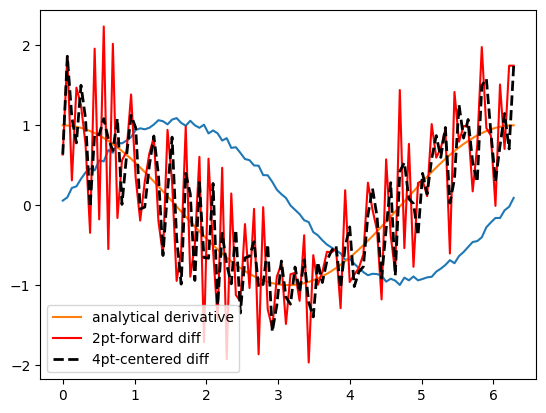 2
1
0
−1
−2
analytical derivative
2pt-forward diff
4pt-centered diff
0 1 2 3 4 5 6